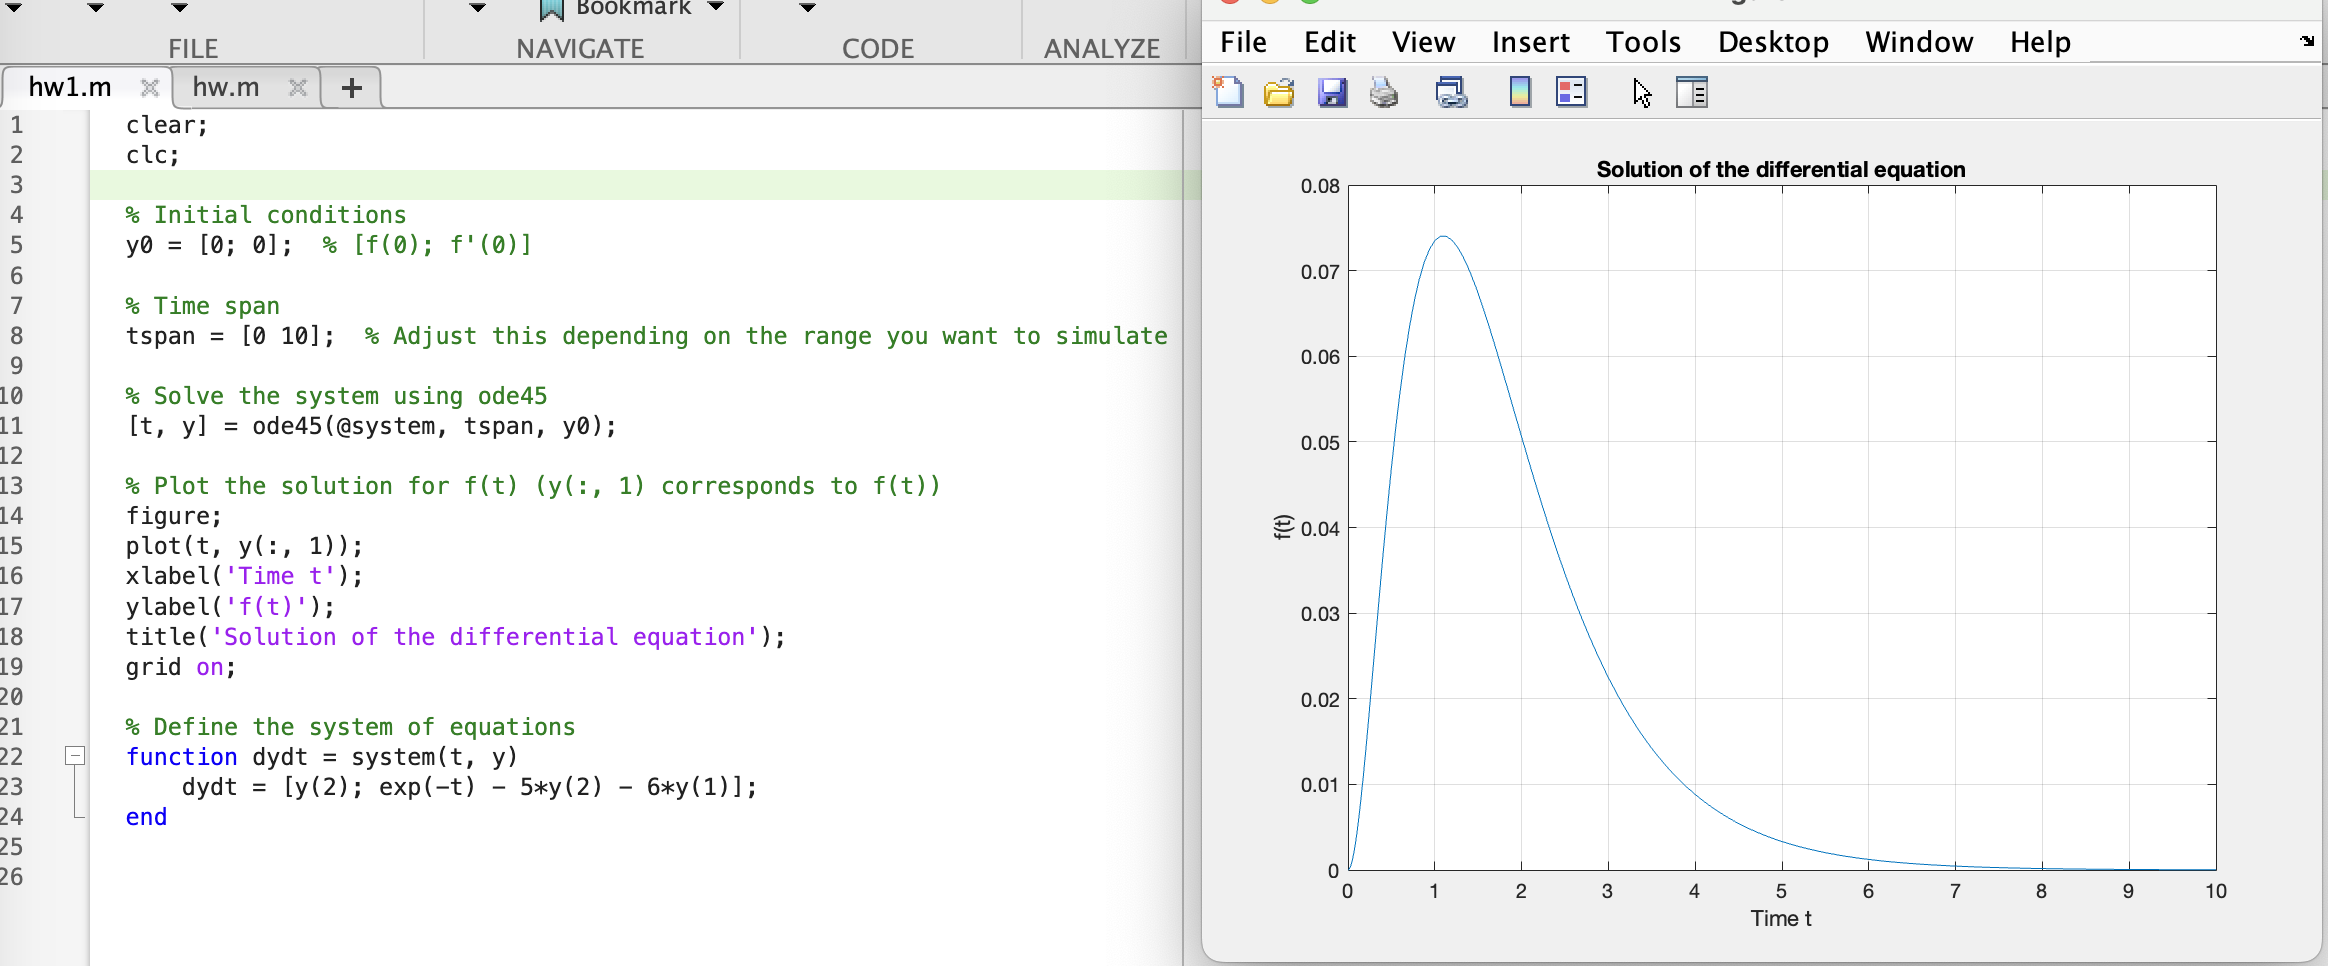 Bookmark
FILE NAVIGATE CODE ANALYZE
hw1.m hw.m +
1 clear;
2 clc;
3
4 % Initial conditions
5 y0 = [0; 0];  % [f(0); f'(0)]
6
7 % Time span
8 tspan = [0 10];  % Adjust this depending on the range you want to simulate
9
10 % Solve the system using ode45
11 [t, y] = ode45(@system, tspan, y0);
12
13 % Plot the solution for f(t) (y(:, 1) corresponds to f(t))
14 figure;
15 plot(t, y(:, 1));
16 xlabel('Time t');
17 ylabel('f(t)');
18 title('Solution of the differential equation');
19 grid on;
20
21 % Define the system of equations
22 function dydt = system(t, y)
23     dydt = [y(2); exp(-t) - 5*y(2) - 6*y(1)];
24 end
25
26
File Edit View Insert Tools Desktop Window Help
Solution of the differential equation
0.08
0.07
0.06
0.05
0.04
0.03
0.02
0.01
0
f(t)
0 1 2 3 4 5 6 7 8 9 10
Time t